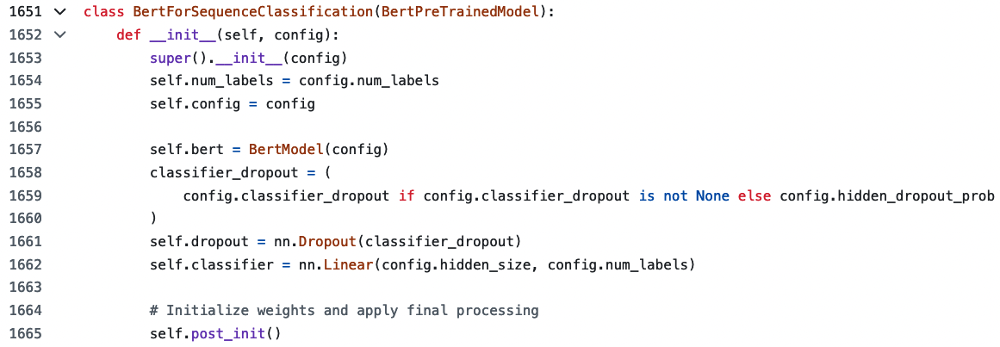 1651 class BertForSequenceClassification(BertPreTrainedModel):
1652 def __init__(self, config):
1653 super().__init__(config)
1654 self.num_labels = config.num_labels
1655 self.config = config
1656
1657 self.bert = BertModel(config)
1658 classifier_dropout = (
1659 config.classifier_dropout if config.classifier_dropout is not None else config.hidden_dropout_prob
1660 )
1661 self.dropout = nn.Dropout(classifier_dropout)
1662 self.classifier = nn.Linear(config.hidden_size, config.num_labels)
1663
1664 # Initialize weights and apply final processing
1665 self.post_init()